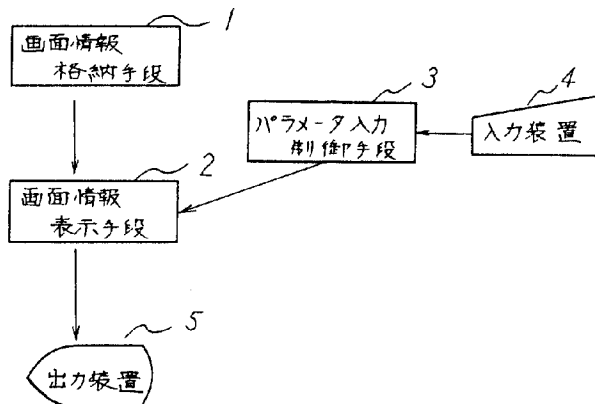 1
画面情報
格納手段
3
パラメータ入力
制御手段
4
入力装置
2
画面情報
表示手段
5
出力装置